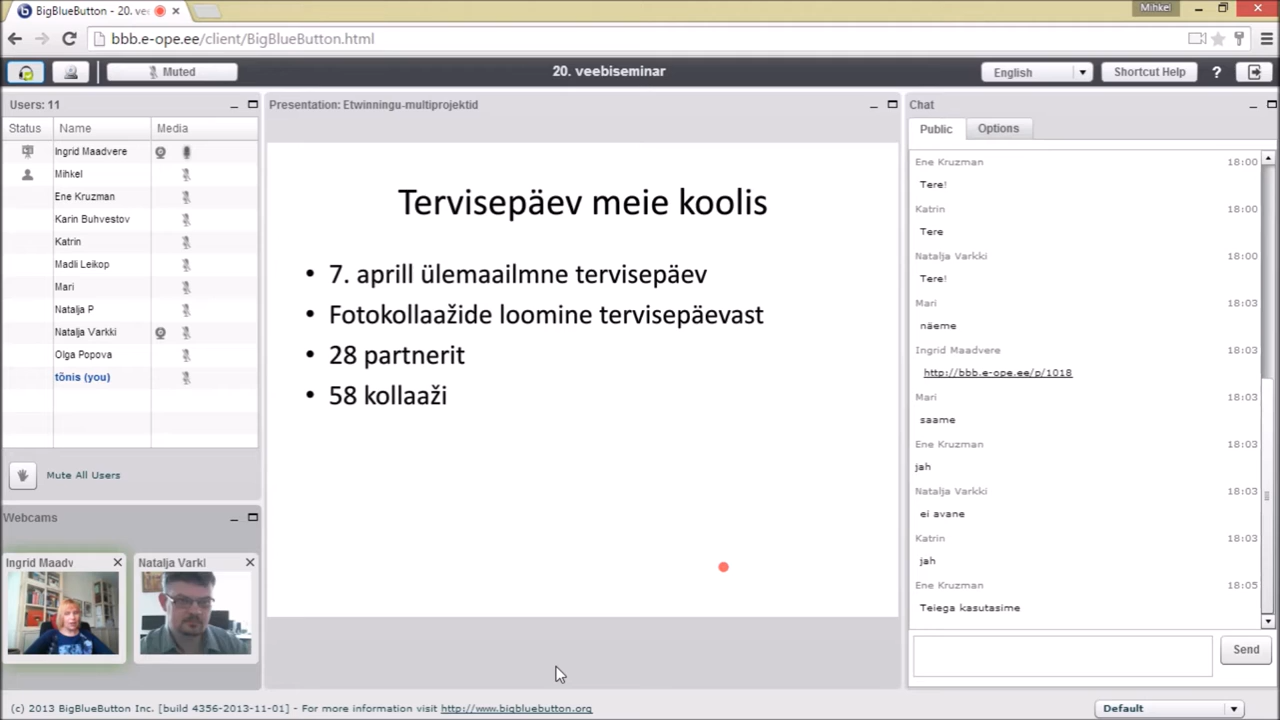 BigBlueButton - 20. vee
Mihkel
bbb.e-ope.ee/client/BigBlueButton.html
Muted
20. veebiseminar
English
Shortcut Help
?
Users: 11
Status Name Media
Ingrid Maadvere
Mihkel
Ene Kruzman
Karin Buhvestov
Katrin
Madli Leikop
Mari
Natalja P
Natalja Varkki
Olga Popova
tõnis (you)
Mute All Users
Webcams
Ingrid Maadv
Natalja Varkl
Presentation: Etwinningu-multiprojektid
Tervisepäev meie koolis
• 7. aprill ülemaailmne tervisepäev
• Fotokollaažide loomine tervisepäevast
• 28 partnerit
• 58 kollaaži
Chat
Public Options
Ene Kruzman 18:00
Tere!
Katrin 18:00
Tere
Natalja Varkki 18:00
Tere!
Mari 18:03
näeme
Ingrid Maadvere 18:03
http://bbb.e-ope.ee/p/1018
Mari 18:03
saame
Ene Kruzman 18:03
jah
Natalja Varkki 18:03
ei avane
Katrin 18:03
jah
Ene Kruzman 18:05
Teiega kasutasime
Send
(c) 2013 BigBlueButton Inc. [build 4356-2013-11-01] - For more information visit http://www.bigbluebutton.org
Default